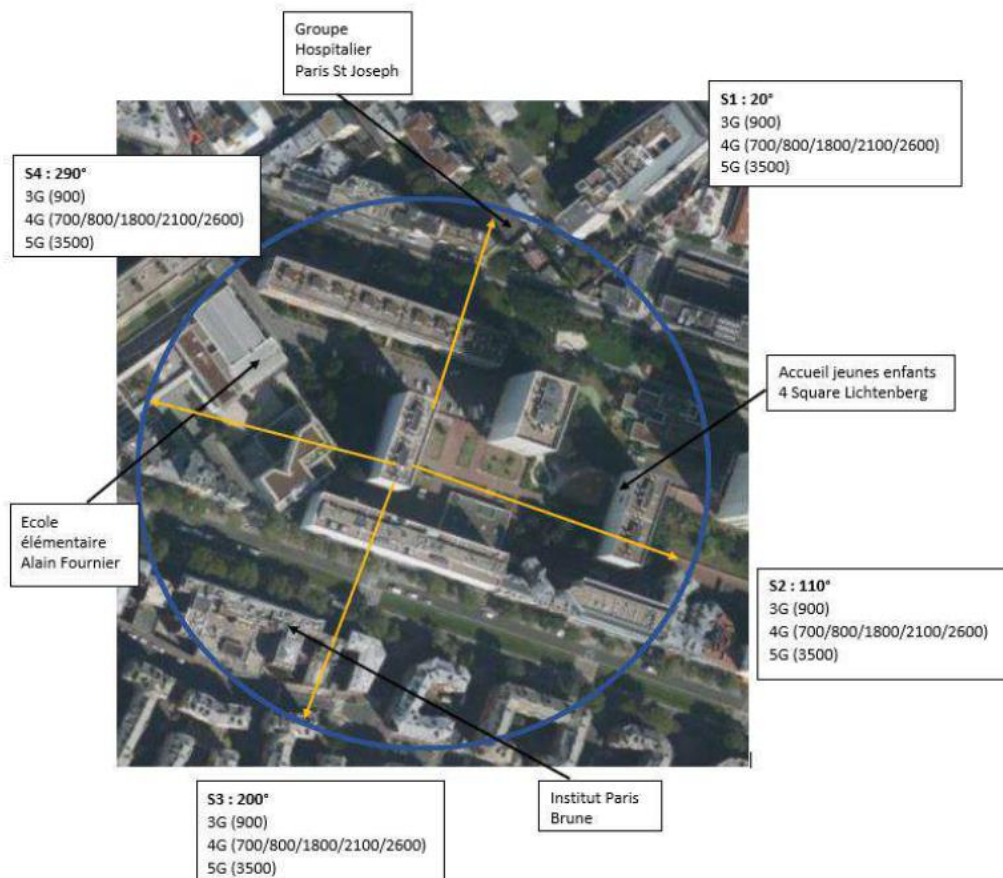 Groupe
Hospitalier
Paris St Joseph
S1 : 20°
3G (900)
4G (700/800/1800/2100/2600)
5G (3500)
S4 : 290°
3G (900)
4G (700/800/1800/2100/2600)
5G (3500)
Accueil jeunes enfants
4 Square Lichtenberg
Ecole
élémentaire
Alain Fournier
S2 : 110°
3G (900)
4G (700/800/1800/2100/2600)
5G (3500)
S3 : 200°
3G (900)
4G (700/800/1800/2100/2600)
5G (3500)
Institut Paris
Brune